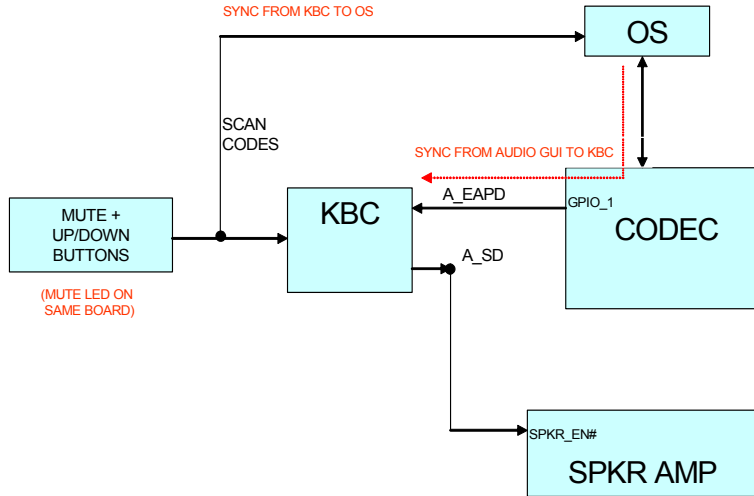 SYNC FROM KBC TO OS
OS
SCAN
CODES
SYNC FROM AUDIO GUI TO KBC
A_EAPD
GPIO_1
KBC
CODEC
MUTE +
UP/DOWN
BUTTONS
A_SD
(MUTE LED ON
SAME BOARD)
SPKR_EN#
SPKR AMP